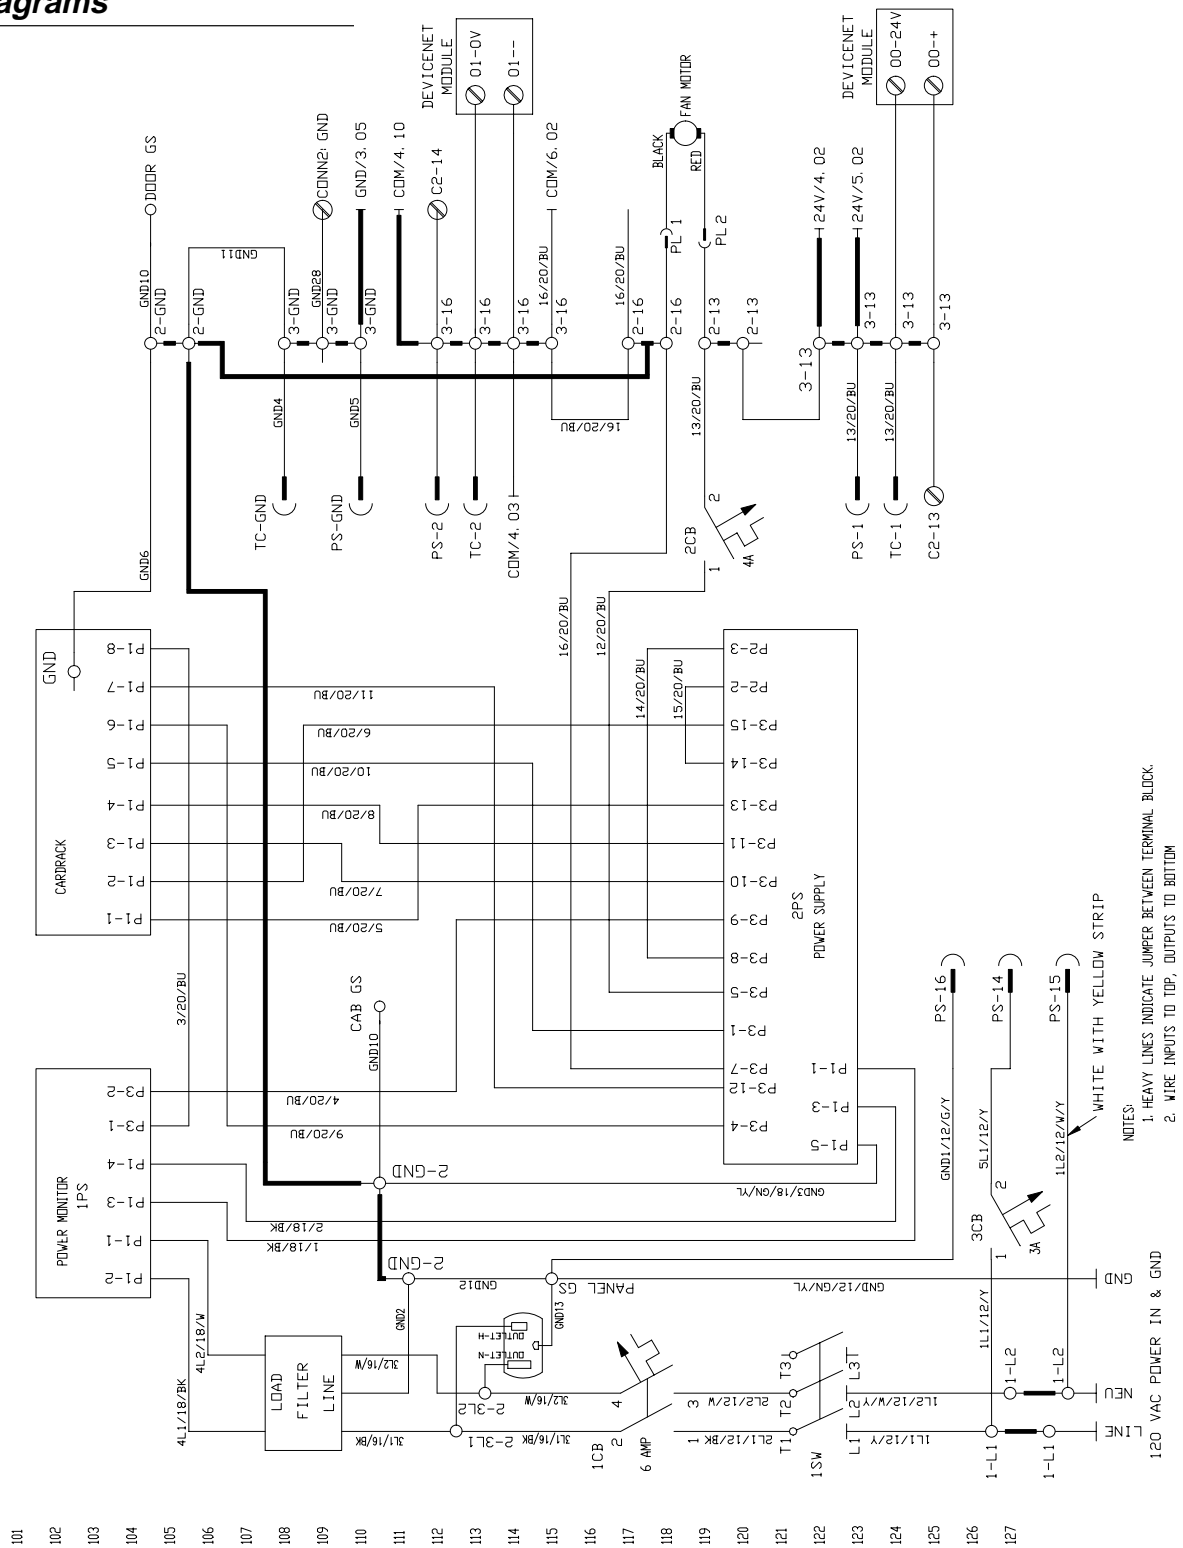 agrams
DEVICENET
MODULE
01-0V
01--
DEVICENET
MODULE
00-24V
00-+
DOOR GS
CONN2: GND
GND/3. 05
COM/4. 10
C2-14
COM/6. 02
BLACK
RED
FAN MOTOR
24V/4. 02
24V/5. 02
GND10
GND11
GND28
16/20/BU
16/20/BU
PL 1
PL 2
2-GND
2-GND
3-GND
3-GND
3-GND
3-16
3-16
3-16
3-16
2-16
2-16
2-13
2-13
3-13
3-13
3-13
3-13
GND6
GND4
GND5
16/20/BU
13/20/BU
13/20/BU
13/20/BU
TC-GND
PS-GND
PS-2
TC-2
COM/4. 03
2CB
1
2
4A
PS-1
TC-1
C2-13
GND
CARDRACK
P1-8
P1-7
P1-6
P1-5
P1-4
P1-3
P1-2
P1-1
11/20/BU
6/20/BU
10/20/BU
8/20/BU
7/20/BU
5/20/BU
16/20/BU
12/20/BU
14/20/BU
15/20/BU
P2-3
P2-2
P3-15
P3-14
P3-13
P3-11
P3-10
P3-9
P3-8
P3-5
P3-1
P3-7
P3-12
P3-4
2PS
POWER SUPPLY
P1-1
P1-3
P1-5
3/20/BU
CAB GS
GND10
POWER MONITOR
1PS
P3-2
P3-1
P1-4
P1-3
P1-1
P1-2
4/20/BU
9/20/BU
2-GND
GND3/18/GN/YL
2/18/BK
1/18/BK
2-GND
GND12
PANEL GS
GND/12/GN/YL
GND
4L2/18/W
4L1/18/BK
LOAD
FILTER
LINE
GND2
3L2/16/W
3L1/16/BK
OUTLET-H
OUTLET-N
GND13
2-3L2
2-3L1
3L2/16/W
3L1/16/BK
1CB
2
4
6 AMP
1
3
2L2/12/W
2L1/12/BK
T3
T2
T1
1SW
L3
L2
L1
1L2/12/W/Y
1L1/12/Y
1-L2
1-L2
1-L1
1-L1
NEU
LINE
120 VAC POWER IN & GND
1L1/12/Y
3CB
1
2
3A
GND1/12/G/Y
5L1/12/Y
1L2/12/W/Y
PS-16
PS-14
PS-15
WHITE WITH YELLOW STRIP
NOTES:
1. HEAVY LINES INDICATE JUMPER BETWEEN TERMINAL BLOCK.
2. WIRE INPUTS TO TOP, OUTPUTS TO BOTTOM
101
102
103
104
105
106
107
108
109
110
111
112
113
114
115
116
117
118
119
120
121
122
123
124
125
126
127